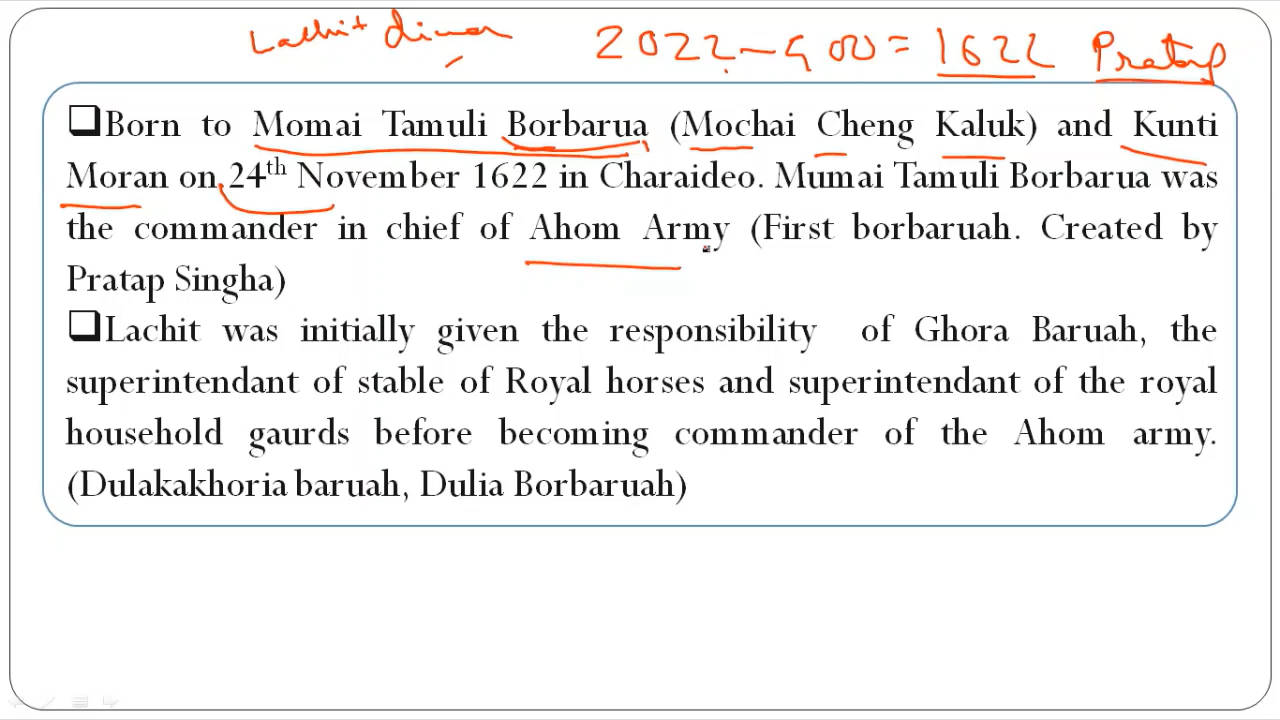 Lachit divas 2022 - 400 = 1622 Pratap
Born to Momai Tamuli Borbarua (Mochai Cheng Kaluk) and Kunti
Moran on 24th November 1622 in Charaideo. Mumai Tamuli Borbarua was
the commander in chief of Ahom Army (First borbaruah. Created by
Pratap Singha)
Lachit was initially given the responsibility of Ghora Baruah, the
superintendant of stable of Royal horses and superintendant of the royal
household gaurds before becoming commander of the Ahom army.
(Dulakakhoria baruah, Dulia Borbaruah)